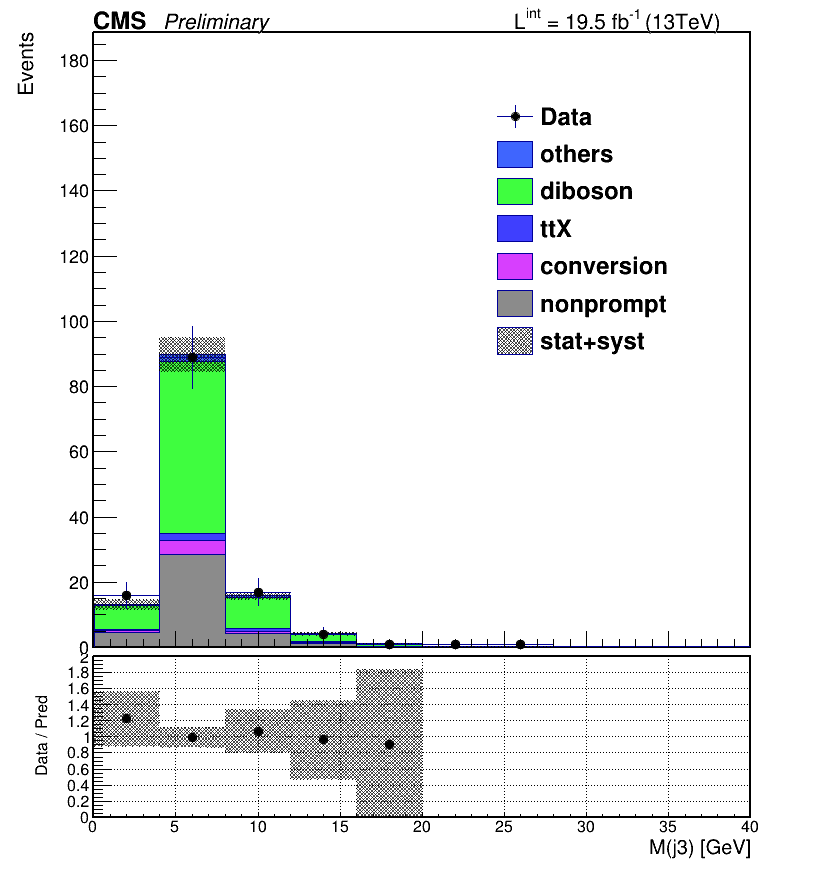 CMS Preliminary L^int = 19.5 fb^-1 (13TeV)
Events
180
160
140
120
100
80
60
40
20
0
Data
others
diboson
ttX
conversion
nonprompt
stat+syst
Data / Pred
2
1.8
1.6
1.4
1.2
1
0.8
0.6
0.4
0.2
0
0 5 10 15 20 25 30 35 40
M(j3) [GeV]